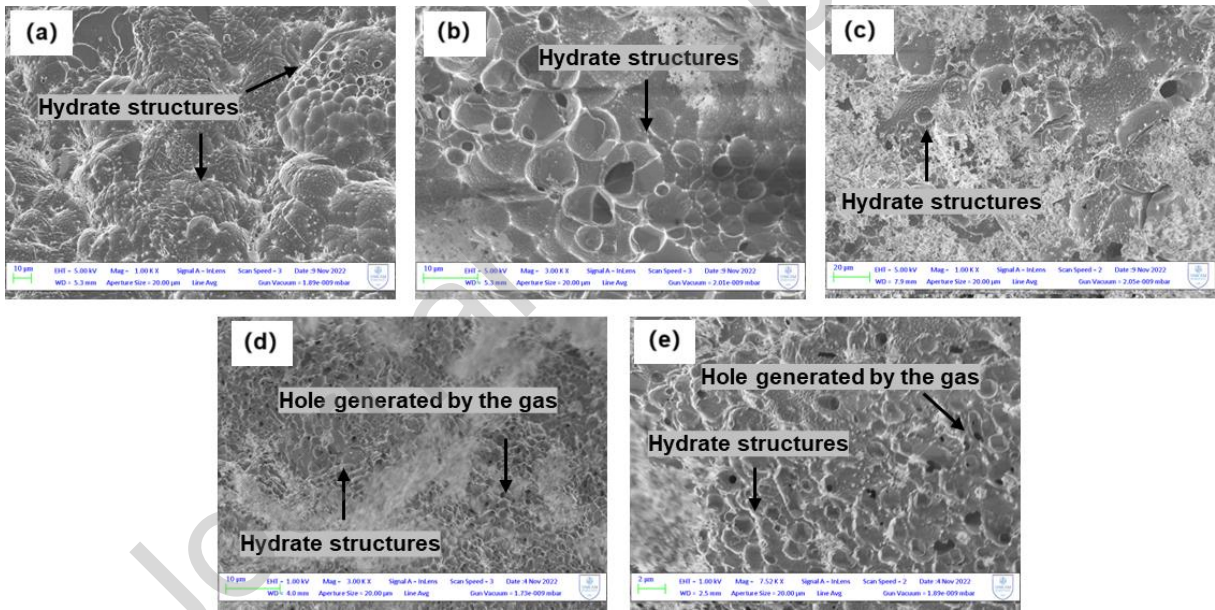 (a)
Hydrate structures
10 µm
EHT = 5.00 kV Mag = 1.00 K X Signal A = InLens Scan Speed = 3 Date :9 Nov 2022
WD = 5.3 mm Aperture Size = 20.00 µm Line Avg Gun Vacuum = 1.89e-009 mbar
(b)
Hydrate structures
10 µm
EHT = 5.00 kV Mag = 3.00 K X Signal A = InLens Scan Speed = 3 Date :9 Nov 2022
WD = 5.3 mm Aperture Size = 20.00 µm Line Avg Gun Vacuum = 2.01e-009 mbar
(c)
Hydrate structures
20 µm
EHT = 5.00 kV Mag = 1.00 K X Signal A = InLens Scan Speed = 2 Date :9 Nov 2022
WD = 7.9 mm Aperture Size = 20.00 µm Line Avg Gun Vacuum = 2.05e-009 mbar
(d)
Hole generated by the gas
Hydrate structures
10 µm
EHT = 1.00 kV Mag = 3.00 K X Signal A = InLens Scan Speed = 3 Date :4 Nov 2022
WD = 4.0 mm Aperture Size = 20.00 µm Line Avg Gun Vacuum = 1.73e-009 mbar
(e)
Hole generated by the gas
Hydrate structures
2 µm
EHT = 1.00 kV Mag = 7.52 K X Signal A = InLens Scan Speed = 2 Date :4 Nov 2022
WD = 2.5 mm Aperture Size = 20.00 µm Line Avg Gun Vacuum = 1.89e-009 mbar